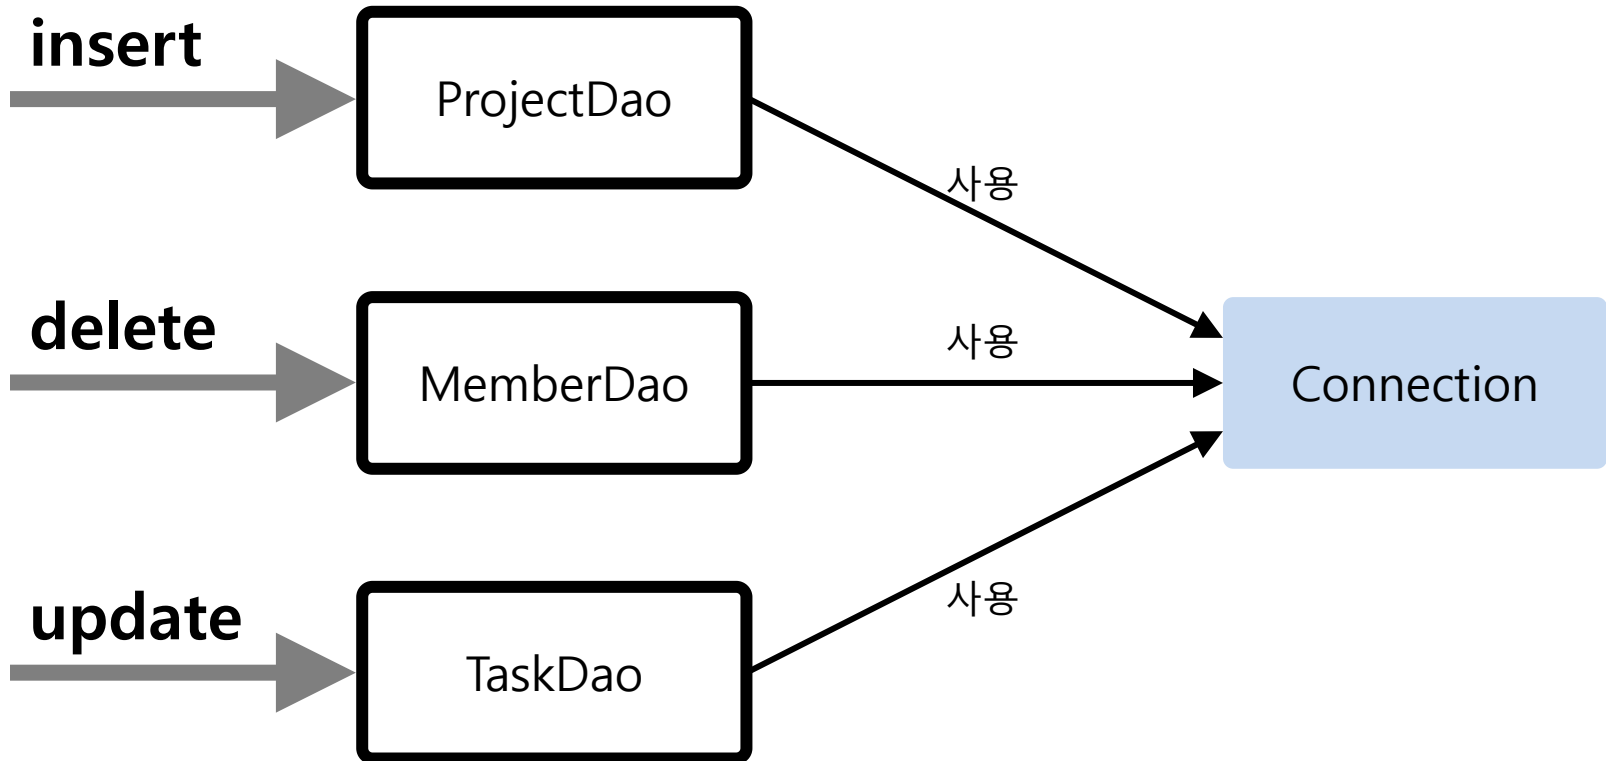 insert
ProjectDao
사용
delete
MemberDao
사용
Connection
update
TaskDao
사용